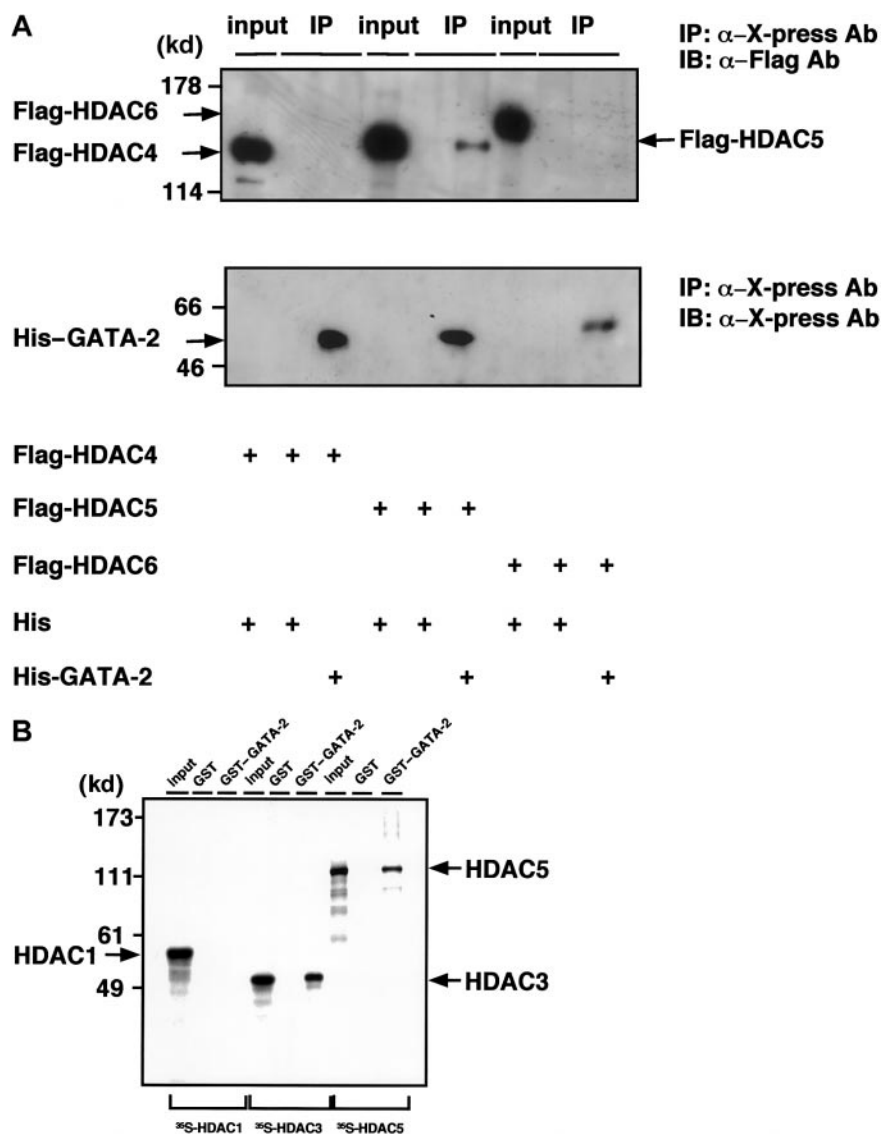 A
(kd)
input IP input IP input IP
IP: α–X-press Ab
IB: α–Flag Ab
178
Flag-HDAC6
Flag-HDAC4
Flag-HDAC5
114
66
IP: α–X-press Ab
IB: α–X-press Ab
His–GATA-2
46
Flag-HDAC4 + + +
Flag-HDAC5 + + +
Flag-HDAC6 + + +
His + + + + + +
His-GATA-2 + + +
B
(kd)
Input GST GST–GATA-2 Input GST GST–GATA-2 Input GST GST–GATA-2
173
111
HDAC5
61
HDAC1
49
HDAC3
³⁵S-HDAC1 ³⁵S-HDAC3 ³⁵S-HDAC5